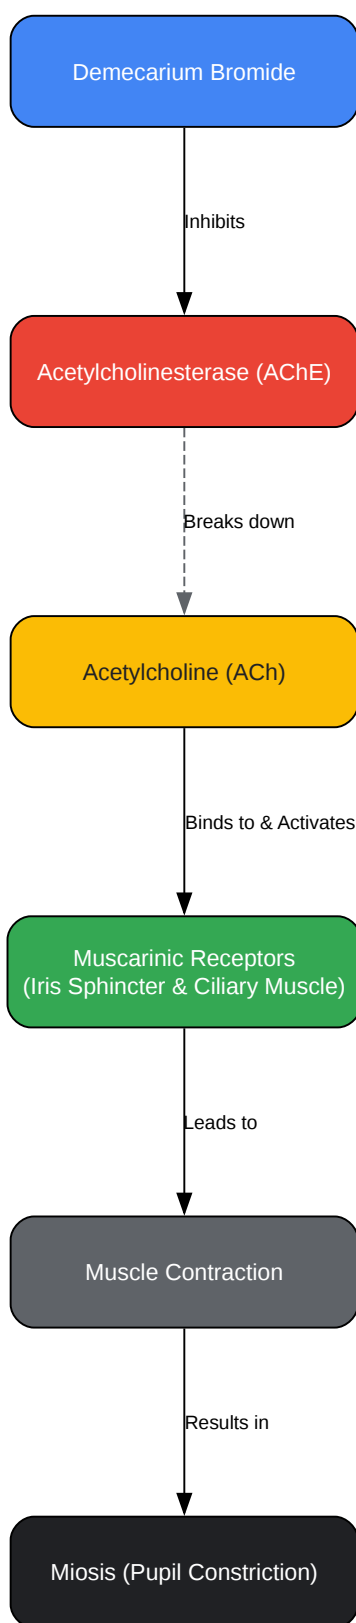 Demecarium Bromide
Inhibits
Acetylcholinesterase (AChE)
Breaks down
Acetylcholine (ACh)
Binds to & Activates
Muscarinic Receptors
(Iris Sphincter & Ciliary Muscle)
Leads to
Muscle Contraction
Results in
Miosis (Pupil Constriction)